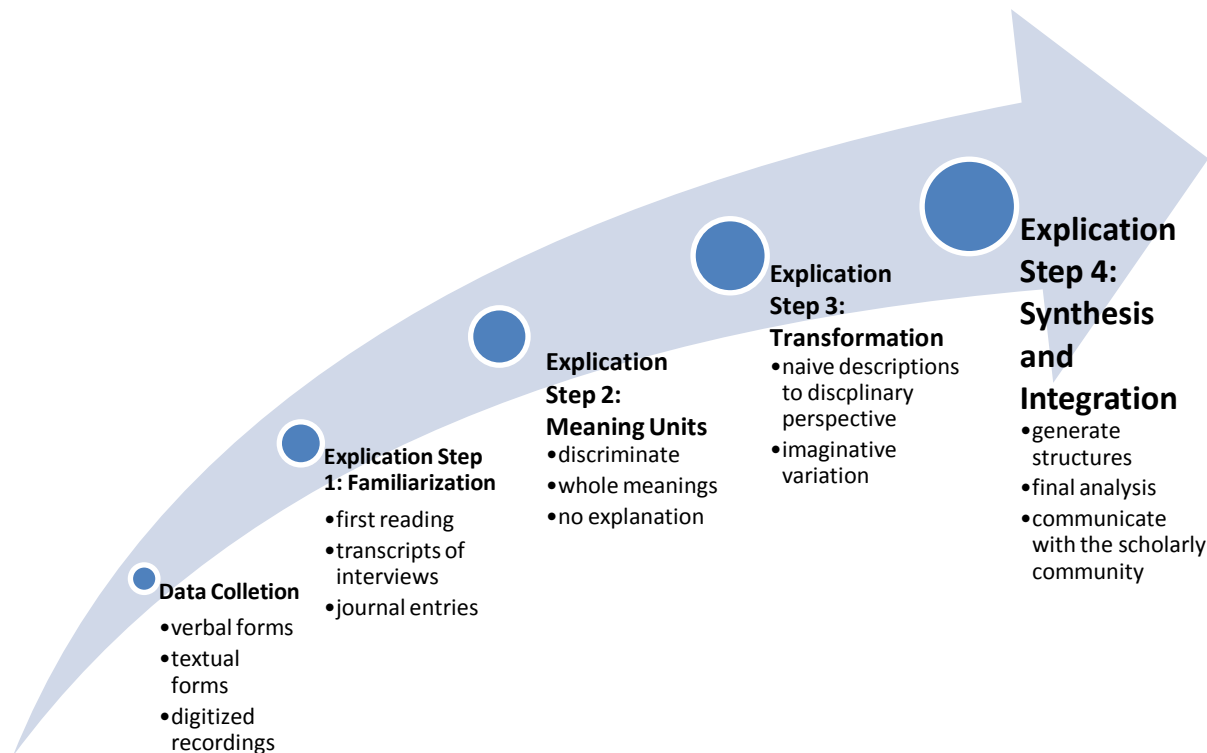 Data Colletion
•verbal forms
•textual
forms
•digitized
recordings
Explication Step
1: Familiarization
•first reading
•transcripts of
interviews
•journal entries
Explication
Step 2:
Meaning Units
•discriminate
•whole meanings
•no explanation
Explication
Step 3:
Transformation
•naive descriptions
to discplinary
perspective
•imaginative
variation
Explication
Step 4:
Synthesis
and
Integration
•generate
structures
•final analysis
•communicate
with the scholarly
community